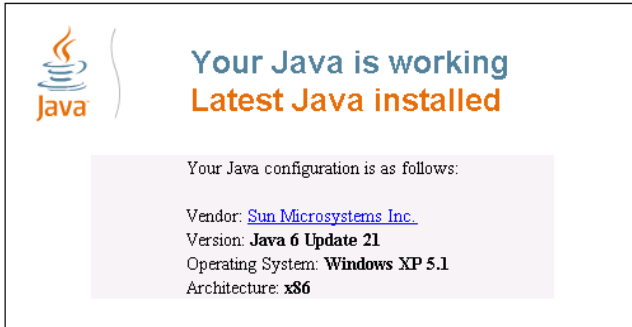 Java
Your Java is working
Latest Java installed
Your Java configuration is as follows:
Vendor: Sun Microsystems Inc.
Version: Java 6 Update 21
Operating System: Windows XP 5.1
Architecture: x86